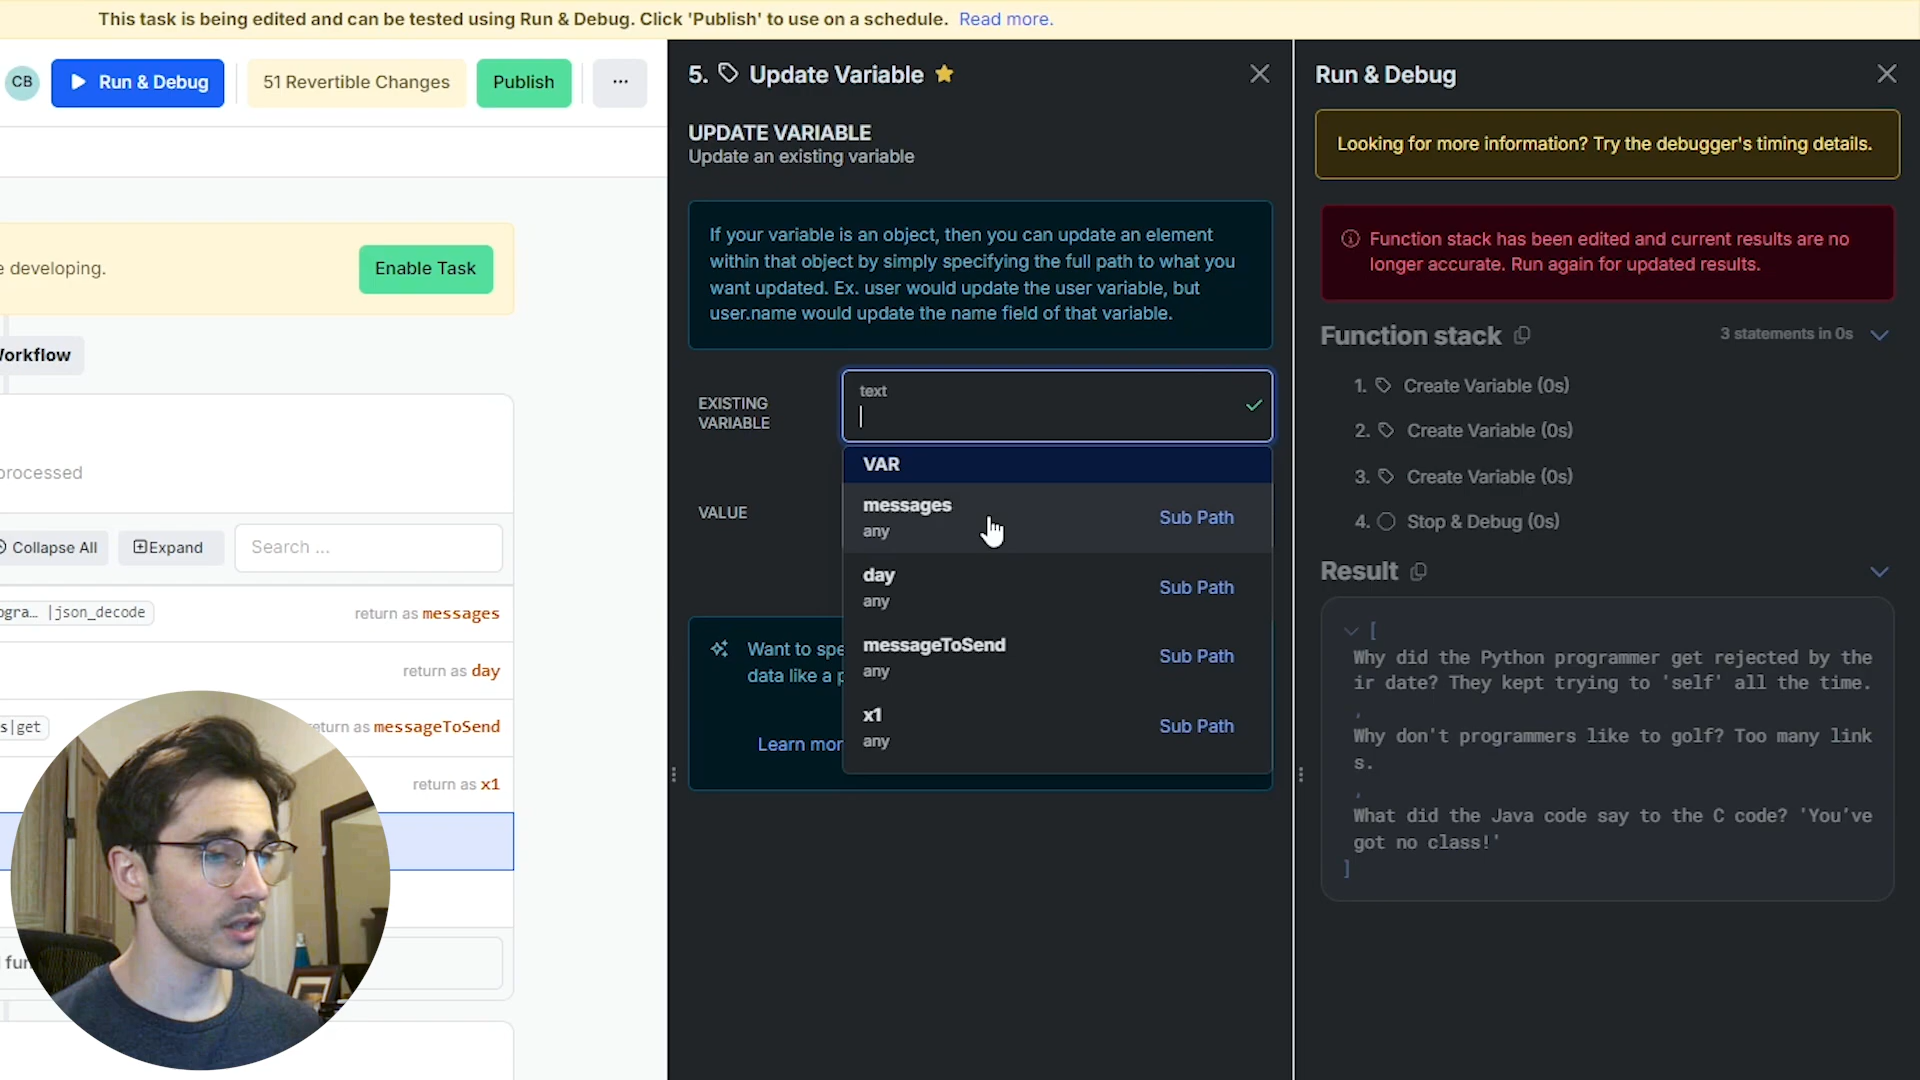 This task is being edited and can be tested using Run & Debug. Click 'Publish' to use on a schedule. Read more.
CB
Run & Debug
51 Revertible Changes
Publish
...
e developing.
Enable Task
Workflow
processed
Collapse All
Expand
Search ...
ogra… |json_decode
return as messages
return as day
s|get
return as messageToSend
return as x1
5. Update Variable
UPDATE VARIABLE
Update an existing variable
If your variable is an object, then you can update an element
within that object by simply specifying the full path to what you
want updated. Ex. user would update the user variable, but
user.name would update the name field of that variable.
EXISTING
VARIABLE
text
VAR
messages
any
Sub Path
day
any
Sub Path
messageToSend
any
Sub Path
x1
any
Sub Path
VALUE
Want to spe
data like a p
Learn mor
Run & Debug
Looking for more information? Try the debugger's timing details.
Function stack has been edited and current results are no
longer accurate. Run again for updated results.
Function stack
3 statements in 0s
1. Create Variable (0s)
2. Create Variable (0s)
3. Create Variable (0s)
4. Stop & Debug (0s)
Result
[
Why did the Python programmer get rejected by the
ir date? They kept trying to 'self' all the time.
,
Why don't programmers like to golf? Too many link
s.
,
What did the Java code say to the C code? 'You've
got no class!'
]